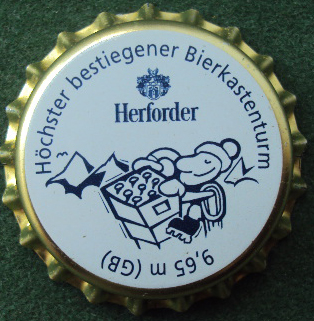 Höchster bestiegener Bierkastenturm
Herforder
9,65 m (GB)